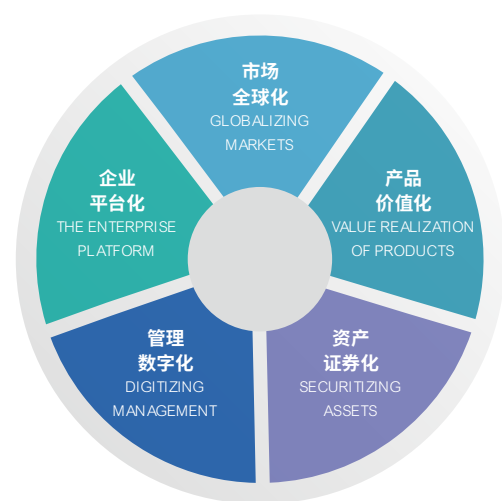 市场
全球化
GLOBALIZING
MARKETS
企业
平台化
THE ENTERPRISE
PLATFORM
产品
价值化
VALUE REALIZATION
OF PRODUCTS
管理
数字化
DIGITIZING
MANAGEMENT
资产
证券化
SECURITIZING
ASSETS